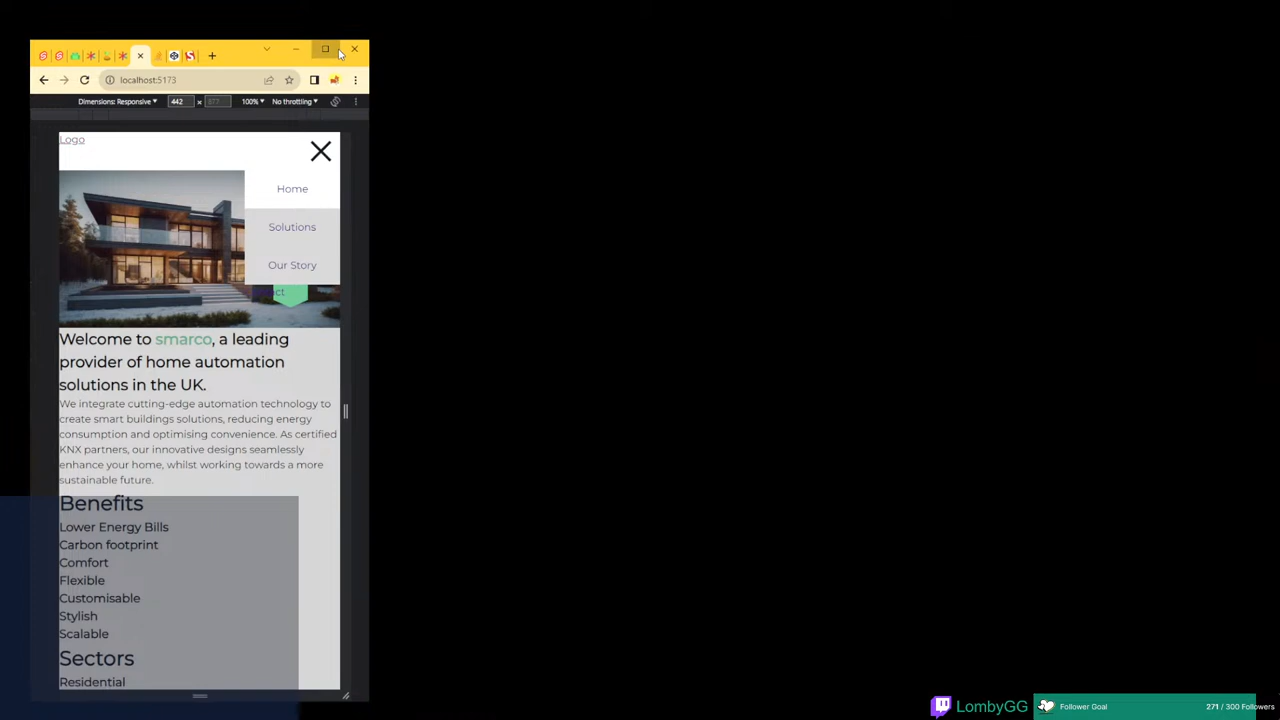 localhost:5173
Dimensions: Responsive 442 x 877 100% No throttling
Logo
Home
Solutions
Our Story
Welcome to smarco, a leading
provider of home automation
solutions in the UK.
We integrate cutting-edge automation technology to
create smart buildings solutions, reducing energy
consumption and optimising convenience. As certified
KNX partners, our innovative designs seamlessly
enhance your home, whilst working towards a more
sustainable future.
Benefits
Lower Energy Bills
Carbon footprint
Comfort
Flexible
Customisable
Stylish
Scalable
Sectors
Residential
LombyGG
Follower Goal
271 / 300 Followers